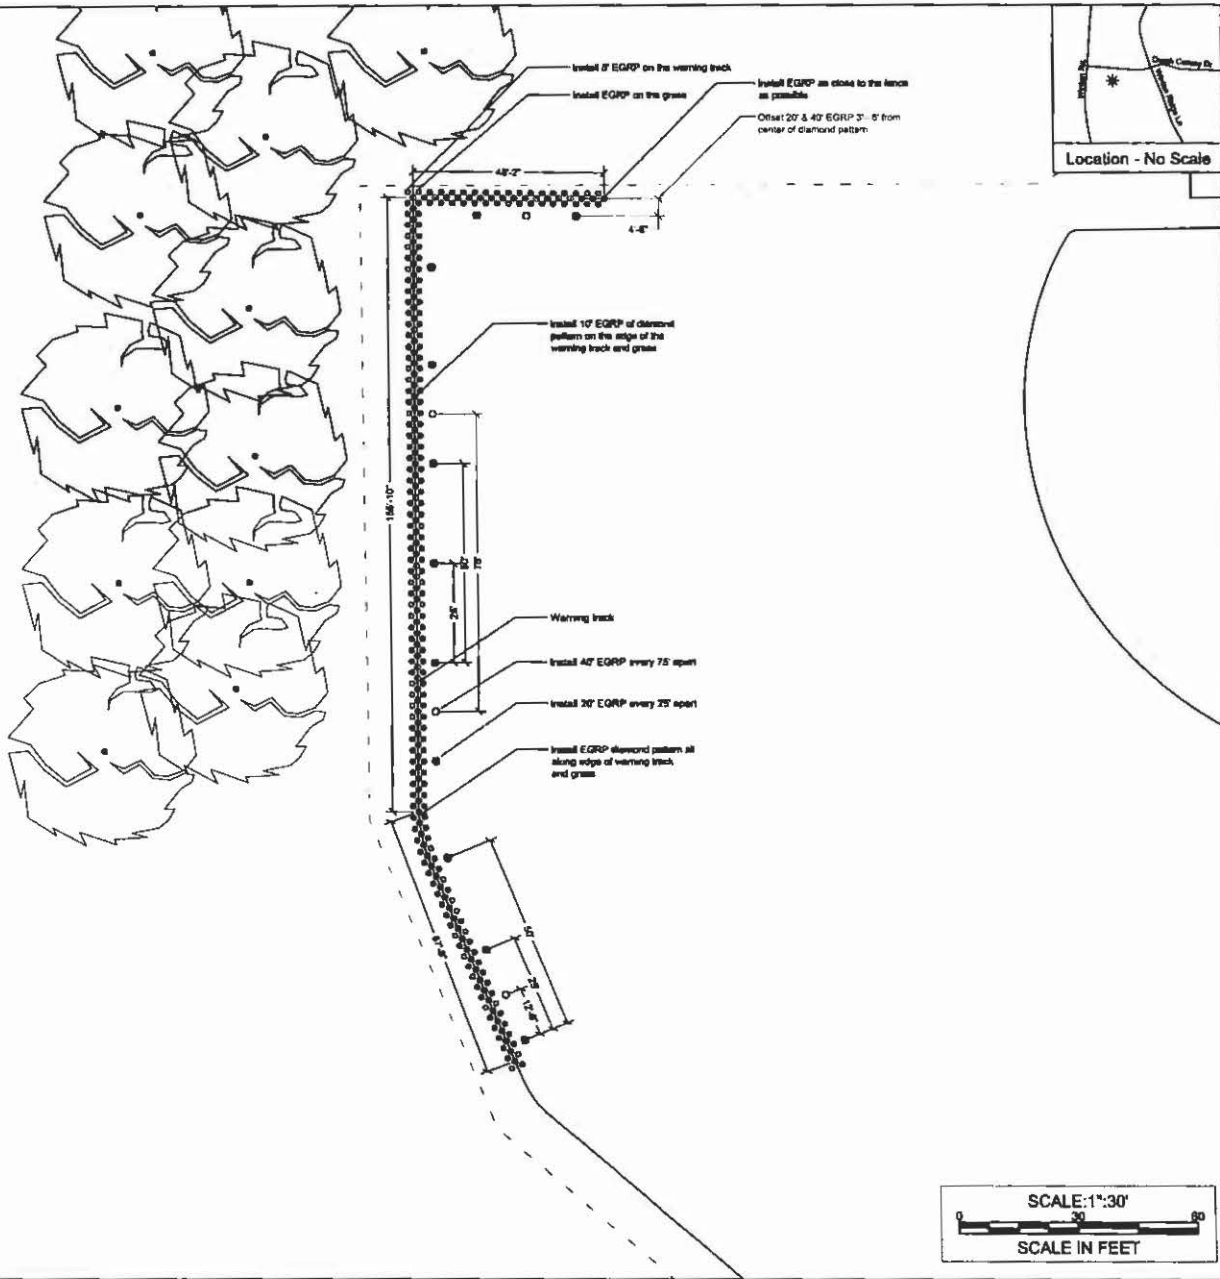 Install 5' EGRP on the warning track
Install EGRP on the grass
Install EGRP as close to the fence
as possible
Offset 20' & 40' EGRP 3'- 6' from
center of diamond pattern
Creek Canyon Dr
Location - No Scale
48'-2"
4'-6"
Install 10' EGRP of diamond
pattern on the edge of the
warning track and grass
156'-10"
50'
75'
25'
Warning track
Install 40' EGRP every 75' apart
Install 20' EGRP every 25' apart
Install EGRP diamond pattern all
along edge of warning track
and grass
50'
25'
12'-6"
SCALE:1":30'
0 30 60
SCALE IN FEET